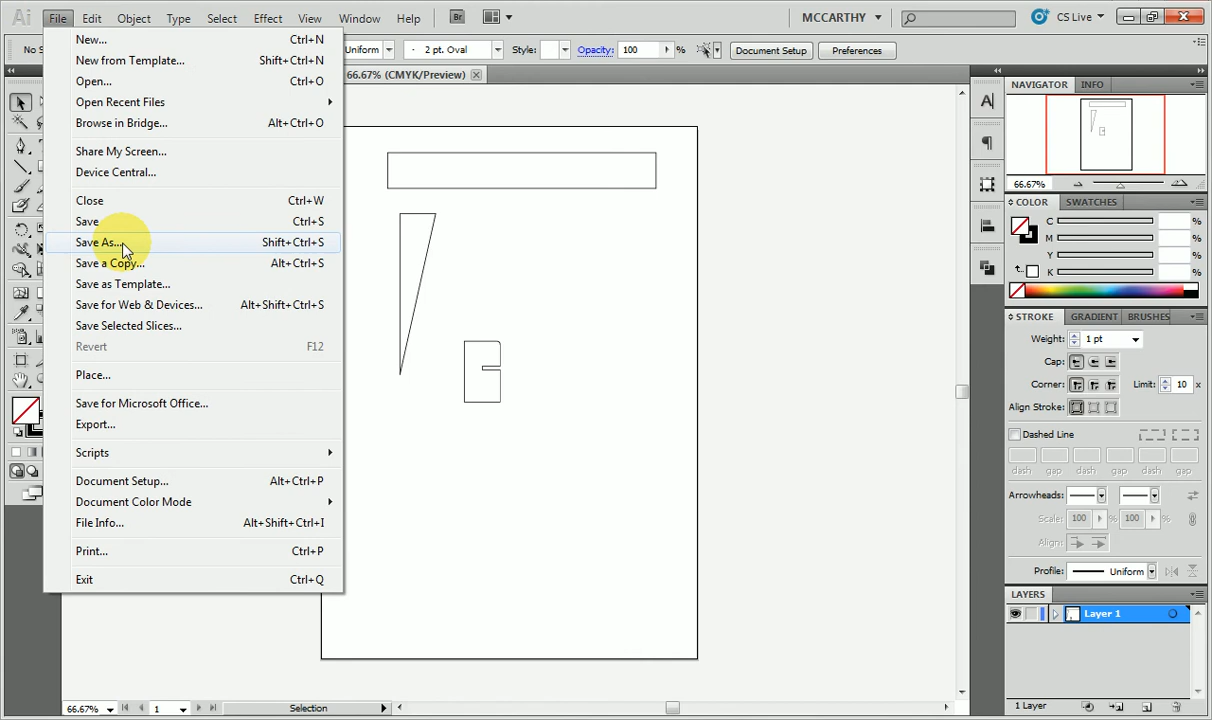 Ai File Edit Object Type Select Effect View Window Help Br MCCARTHY CS Live
Uniform 2 pt. Oval Style: Opacity: 100 % Document Setup Preferences
66.67% (CMYK/Preview)
New... Ctrl+N
New from Template... Shift+Ctrl+N
Open... Ctrl+O
Open Recent Files
Browse in Bridge... Alt+Ctrl+O
Share My Screen...
Device Central...
Close Ctrl+W
Save Ctrl+S
Save As... Shift+Ctrl+S
Save a Copy... Alt+Ctrl+S
Save as Template...
Save for Web & Devices... Alt+Shift+Ctrl+S
Save Selected Slices...
Revert F12
Place...
Save for Microsoft Office...
Export...
Scripts
Document Setup... Alt+Ctrl+P
Document Color Mode
File Info... Alt+Shift+Ctrl+I
Print... Ctrl+P
Exit Ctrl+Q
NAVIGATOR INFO
66.67%
COLOR SWATCHES
C
M
Y
K
STROKE GRADIENT BRUSHES
Weight: 1 pt
Cap:
Corner: Limit: 10 x
Align Stroke:
Dashed Line
dash gap dash gap dash gap
Arrowheads:
Scale: 100 % 100 %
Align:
Profile: Uniform
LAYERS
Layer 1
1 Layer
66.67% 1 Selection